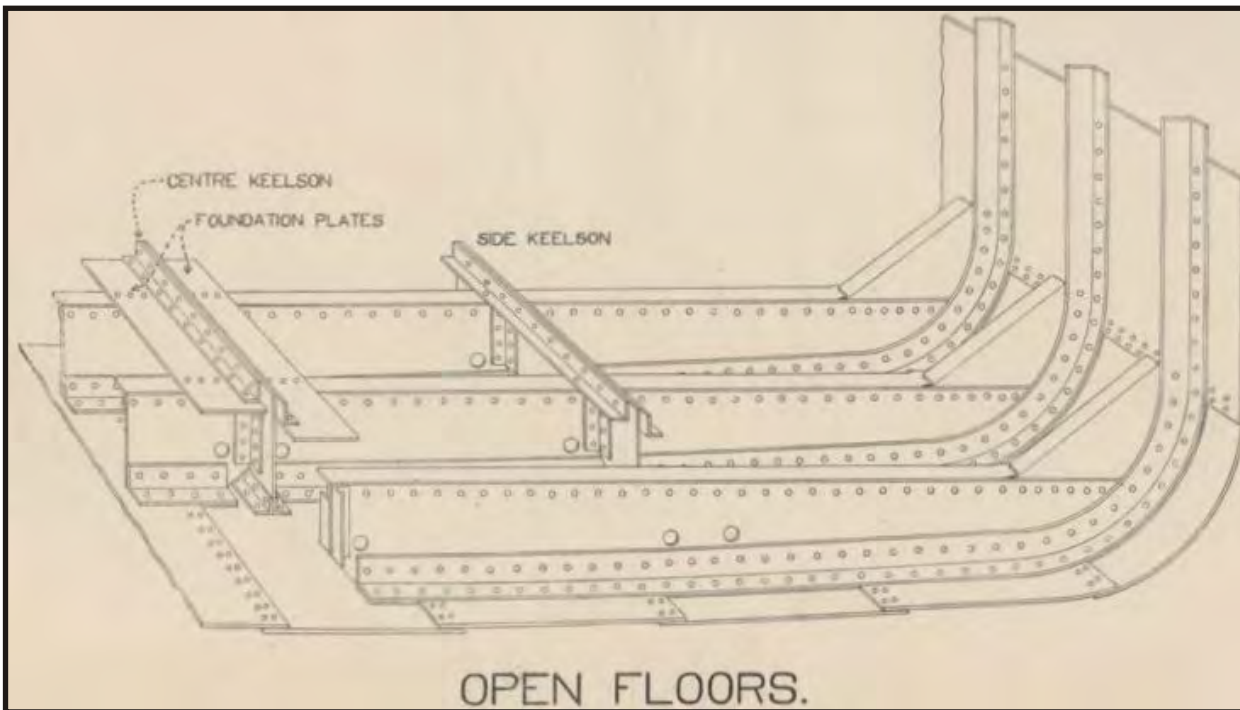 CENTRE KEELSON
FOUNDATION PLATES
SIDE KEELSON
OPEN FLOORS.